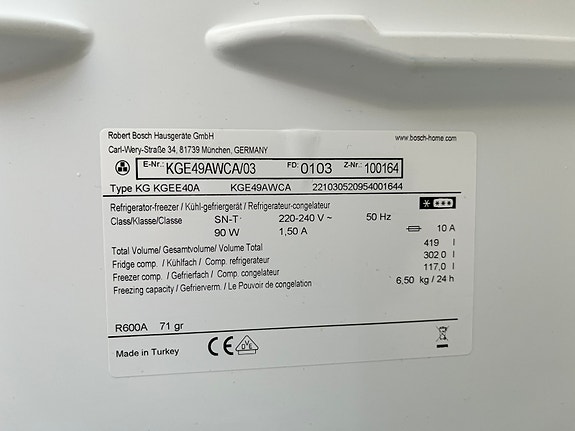 Robert Bosch Hausgeräte GmbH www.bosch-home.com
Carl-Wery-Straße 34, 81739 München, GERMANY
E-Nr.: KGE49AWCA/03 FD: 0103 Z-Nr.: 100164
Type KG KGEE40A KGE49AWCA 221030520954001644
Refrigerator-freezer / Kühl-gefriergerät / Refrigerateur-congelateur
Class/Klasse/Classe SN-T 220-240 V ~ 50 Hz
90 W 1,50 A 10 A
Total Volume/ Gesamtvolume/ Volume Total 419 l
Fridge comp. / Kühlfach / Comp. refrigerateur 302.0 l
Freezer comp. / Gefrierfach / Comp. congelateur 117,0 l
Freezing capacity / Gefrierverm. / Le Pouvoir de congelation 6,50 kg / 24 h
R600A 71 gr
Made in Turkey CE VDE